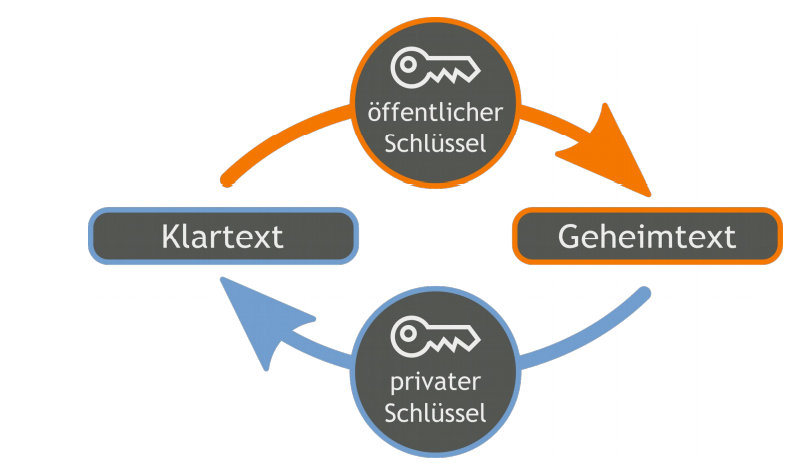 öffentlicher
Schlüssel
Klartext
Geheimtext
privater
Schlüssel